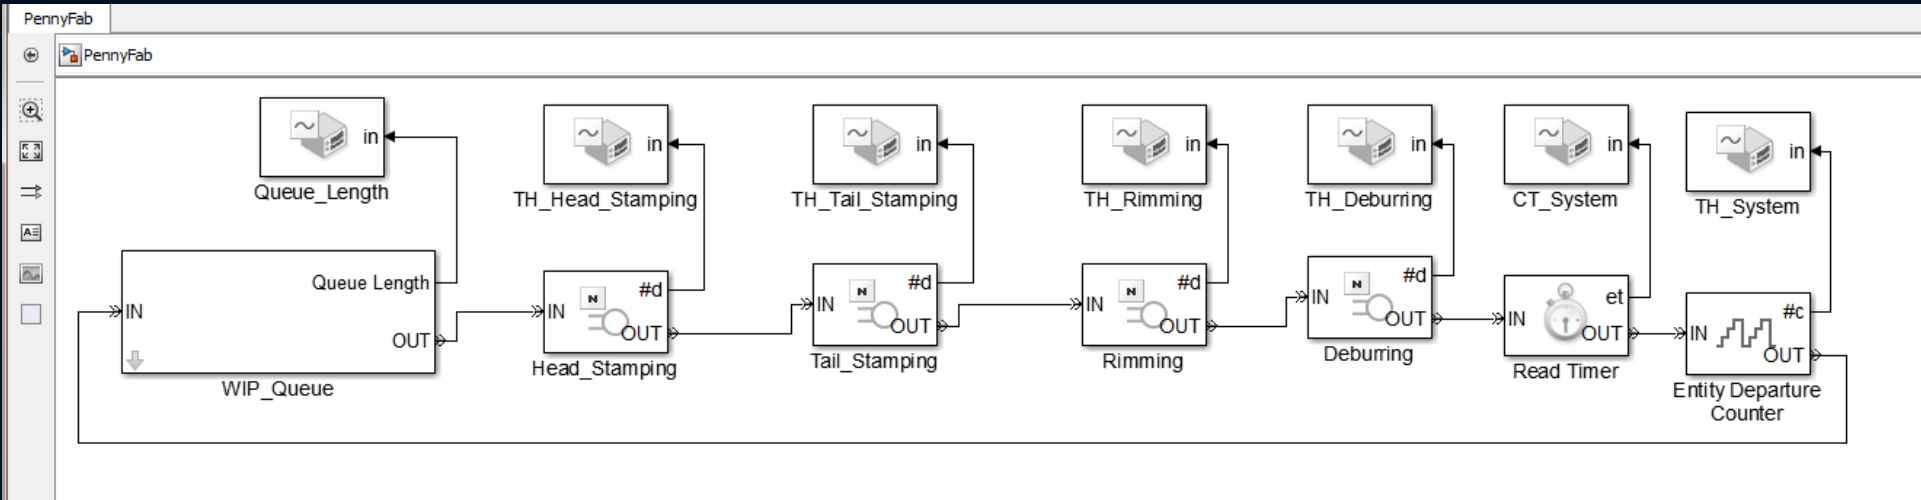 PennyFab
PennyFab
in
Queue_Length
in
TH_Head_Stamping
in
TH_Tail_Stamping
in
TH_Rimming
in
TH_Deburring
in
CT_System
in
TH_System
IN
Queue Length
OUT
WIP_Queue
IN
N
#d
OUT
Head_Stamping
IN
N
#d
OUT
Tail_Stamping
IN
N
#d
OUT
Rimming
IN
N
#d
OUT
Deburring
IN
et
OUT
Read Timer
IN
#c
OUT
Entity Departure
Counter